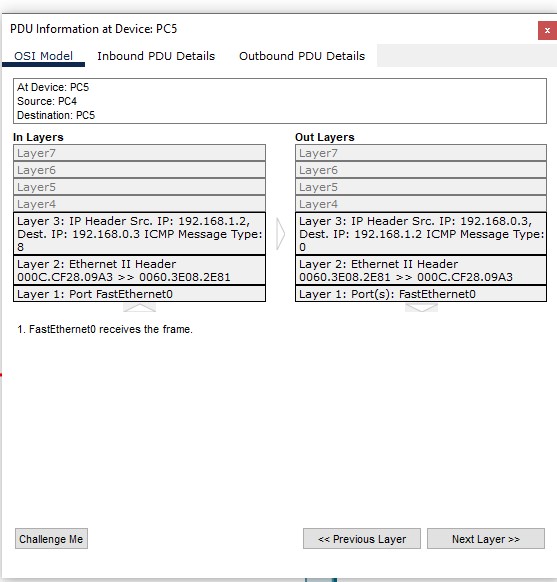 PDU Information at Device: PC5
x
OSI Model Inbound PDU Details Outbound PDU Details
At Device: PC5
Source: PC4
Destination: PC5
In Layers
Layer7
Layer6
Layer5
Layer4
Layer 3: IP Header Src. IP: 192.168.1.2,
Dest. IP: 192.168.0.3 ICMP Message Type:
8
Layer 2: Ethernet II Header
000C.CF28.09A3 >> 0060.3E08.2E81
Layer 1: Port FastEthernet0
Out Layers
Layer7
Layer6
Layer5
Layer4
Layer 3: IP Header Src. IP: 192.168.0.3,
Dest. IP: 192.168.1.2 ICMP Message Type:
0
Layer 2: Ethernet II Header
0060.3E08.2E81 >> 000C.CF28.09A3
Layer 1: Port(s): FastEthernet0
1. FastEthernet0 receives the frame.
Challenge Me
<< Previous Layer
Next Layer >>